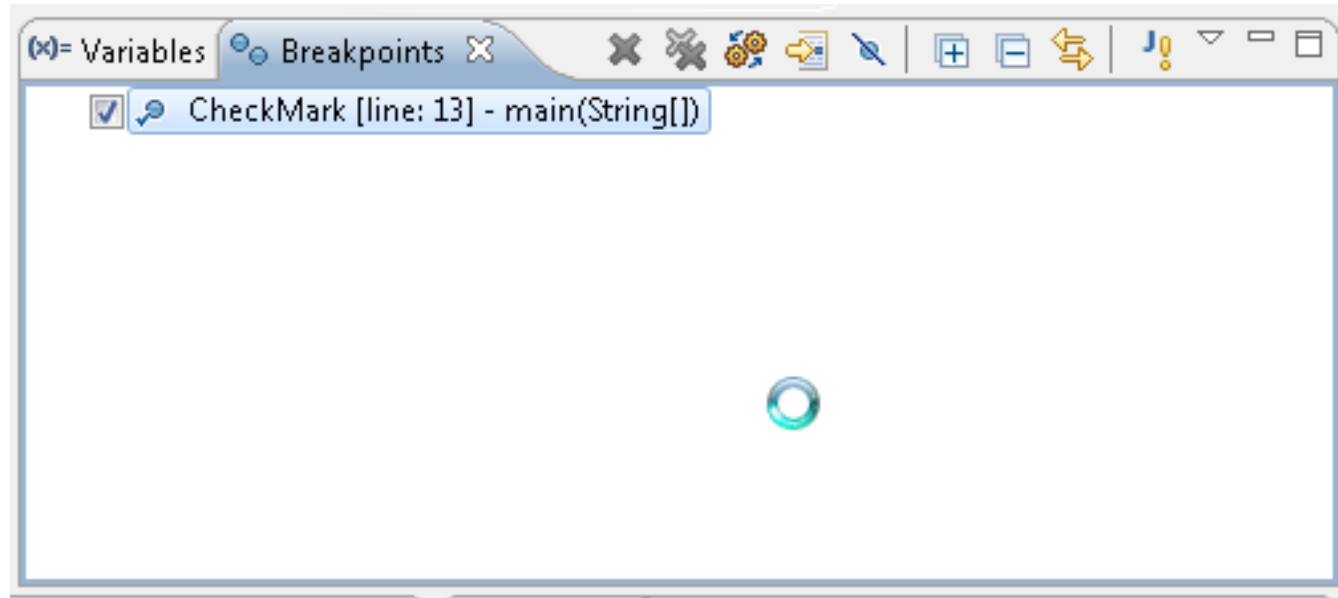 (x)= Variables Breakpoints
CheckMark [line: 13] - main(String[])